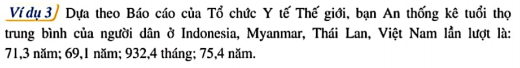 Ví dụ 3 Dựa theo Báo cáo của Tổ chức Y tế Thế giới, bạn An thống kê tuổi thọ
trung bình của người dân ở Indonesia, Myanmar, Thái Lan, Việt Nam lần lượt là:
71,3 năm; 69,1 năm; 932,4 tháng; 75,4 năm.